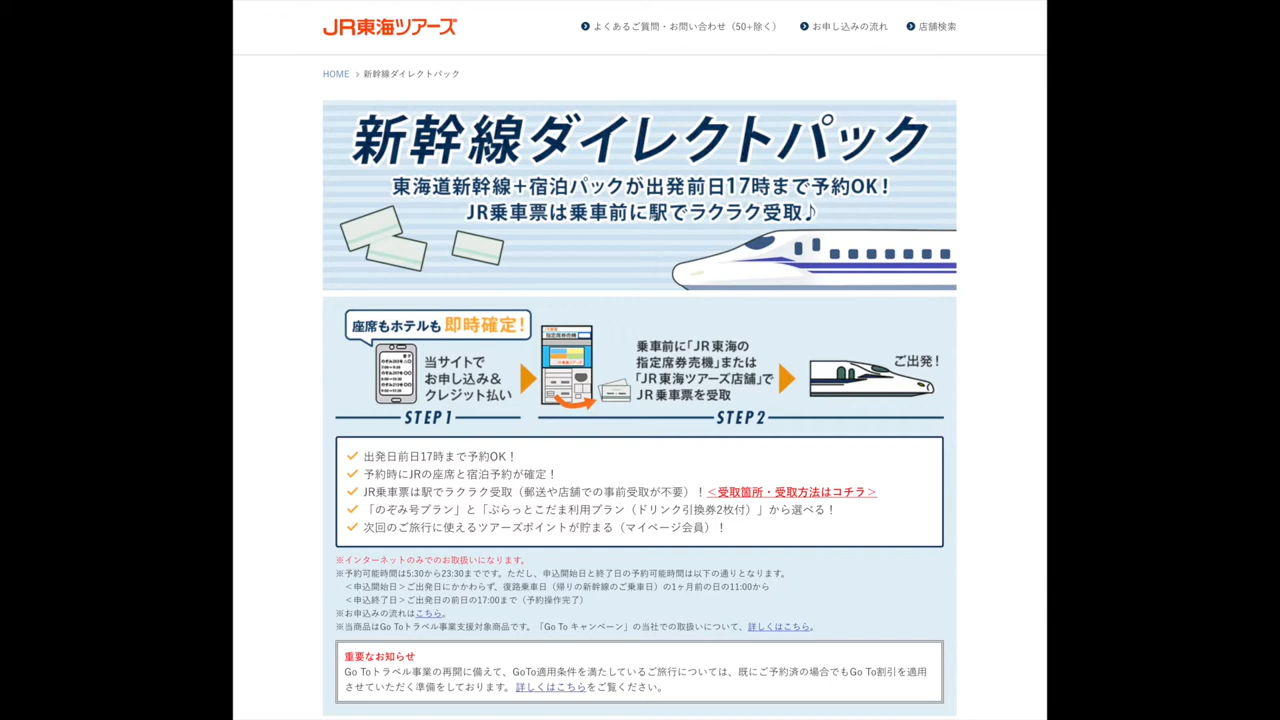 JR東海ツアーズ
よくあるご質問・お問い合わせ（50+除く）
お申し込みの流れ
店舗検索
HOME > 新幹線ダイレクトパック
新幹線ダイレクトパック
東海道新幹線＋宿泊パックが出発前日17時まで予約OK！
JR乗車票は乗車前に駅でラクラク受取♪
座席もホテルも即時確定！
当サイトで
お申し込み＆
クレジット払い
指定席券売機
乗車前に「JR東海の
指定席券売機」または
「JR東海ツアーズ店舗」で
JR乗車票を受取
ご出発！
STEP1
STEP2
出発日前日17時まで予約OK！
予約時にJRの座席と宿泊予約が確定！
JR乗車票は駅でラクラク受取（郵送や店舗での事前受取が不要）！＜受取箇所・受取方法はコチラ＞
「のぞみ号プラン」と「ぷらっとこだま利用プラン（ドリンク引換券2枚付）」から選べる！
次回のご旅行に使えるツアーズポイントが貯まる（マイページ会員）！
※インターネットのみでのお取扱いになります。
※予約可能時間は5:30から23:30までです。ただし、申込開始日と終了日の予約可能時間は以下の通りとなります。
＜申込開始日＞ご出発日にかかわらず、復路乗車日（帰りの新幹線のご乗車日）の1ヶ月前の日の11:00から
＜申込終了日＞ご出発日の前日の17:00まで（予約操作完了）
※お申込みの流れはこちら。
※当商品はGo Toトラベル事業支援対象商品です。「Go To キャンペーン」の当社での取扱いについて、詳しくはこちら。
重要なお知らせ
Go Toトラベル事業の再開に備えて、GoTo適用条件を満たしているご旅行については、既にご予約済の場合でもGo To割引を適用
させていただく準備をしております。詳しくはこちらをご覧ください。